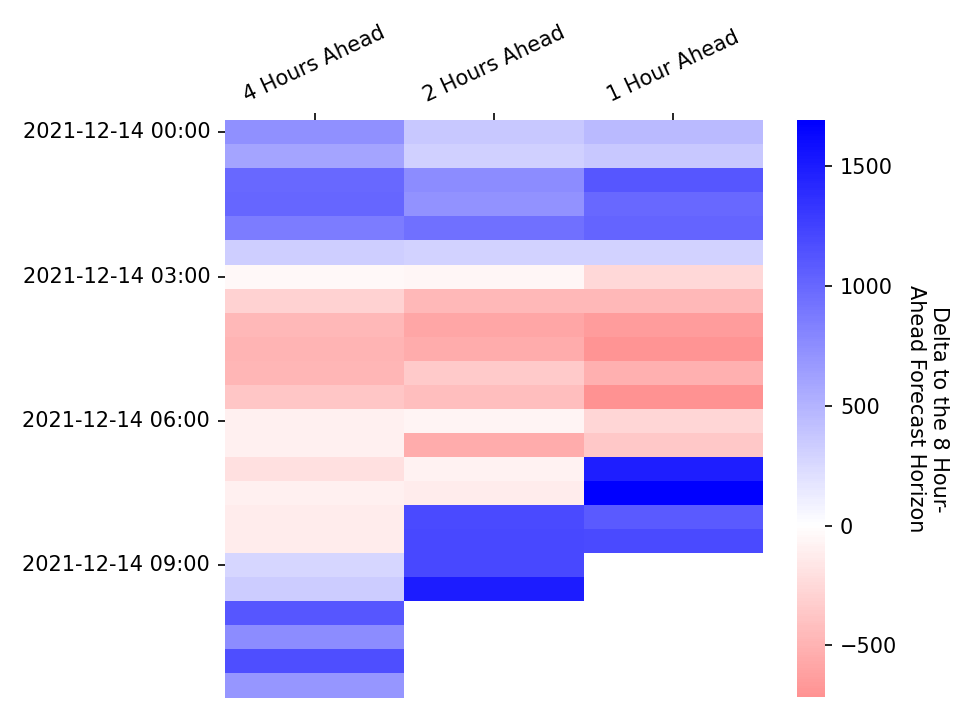 4 Hours Ahead
2 Hours Ahead
1 Hour Ahead
2021-12-14 00:00
2021-12-14 03:00
2021-12-14 06:00
2021-12-14 09:00
1500
1000
500
0
−500
Delta to the 8 Hour-
Ahead Forecast Horizon